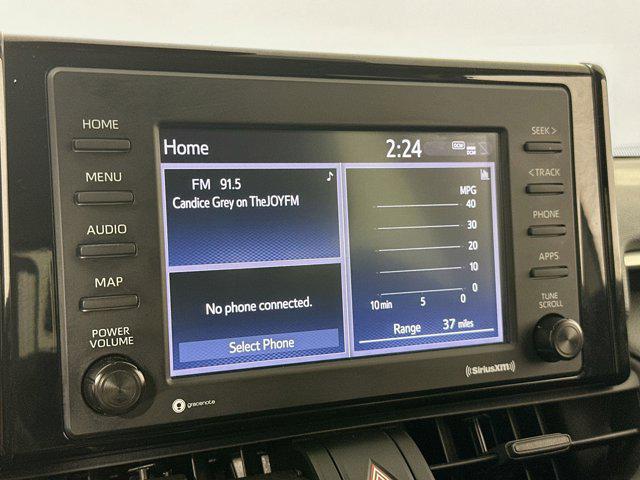 HOME
MENU
AUDIO
MAP
POWER
VOLUME
Home
2:24
DCM
DCM
FM 91.5
Candice Grey on TheJOYFM
No phone connected.
Select Phone
MPG
40
30
20
10
0
10 min 5 0
Range 37 miles
SEEK >
< TRACK
PHONE
APPS
TUNE
SCROLL
gracenote
SiriusXM